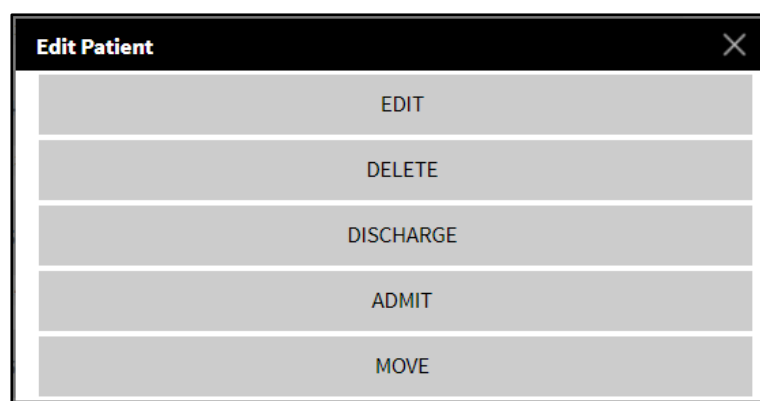 Edit Patient
EDIT
DELETE
DISCHARGE
ADMIT
MOVE